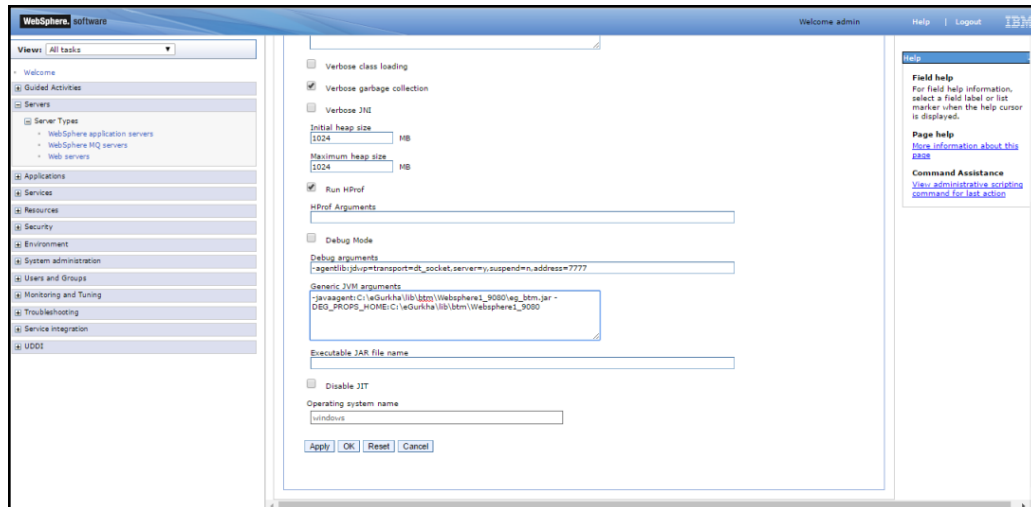 WebSphere. software
Welcome admin
Help | Logout
IBM
View: All tasks
Welcome
Guided Activities
Servers
Server Types
WebSphere application servers
WebSphere MQ servers
Web servers
Applications
Services
Resources
Security
Environment
System administration
Users and Groups
Monitoring and Tuning
Troubleshooting
Service integration
UDDI
Verbose class loading
Verbose garbage collection
Verbose JNI
Initial heap size
1024 MB
Maximum heap size
1024 MB
Run HProf
HProf Arguments
Debug Mode
Debug arguments
-agentlib:jdwp=transport=dt_socket,server=y,suspend=n,address=7777
Generic JVM arguments
-javaagent:C:\eGurkha\lib\btm\Websphere1_9080\eg_btm.jar -
DEG_PROPS_HOME:C:\eGurkha\lib\btm\Websphere1_9080
Executable JAR file name
Disable JIT
Operating system name
windows
Apply OK Reset Cancel
Help
Field help
For field help information,
select a field label or list
marker when the help cursor
is displayed.
Page help
More information about this
page
Command Assistance
View administrative scripting
command for last action